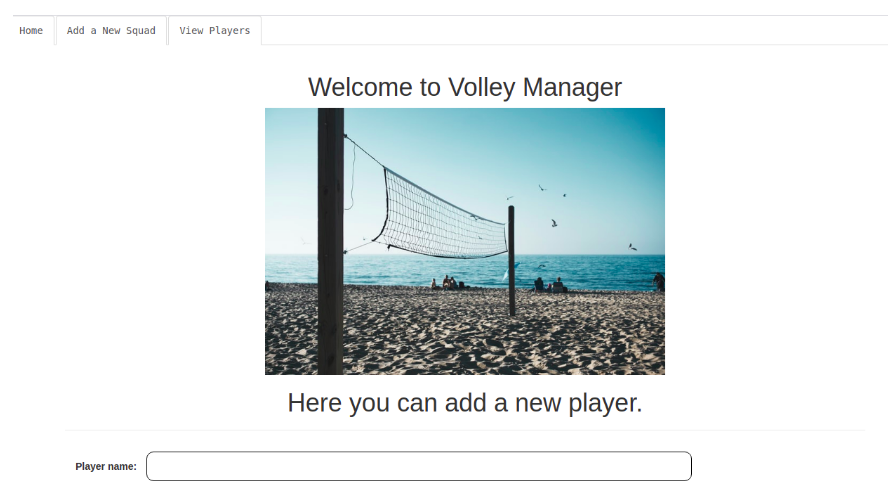 Home
Add a New Squad
View Players
Welcome to Volley Manager
Here you can add a new player.
Player name: